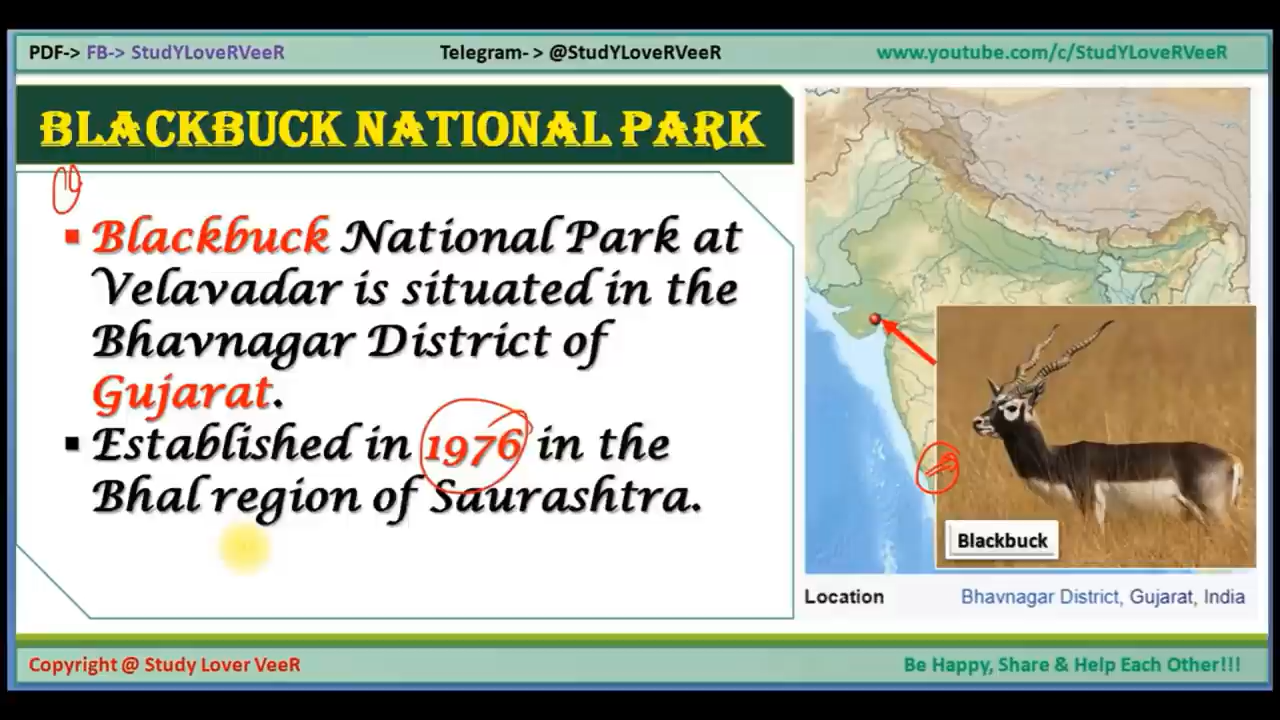 PDF-> FB-> StudYLoveRVeeR
Telegram- > @StudYLoveRVeeR
www.youtube.com/c/StudYLoveRVeeR
BLACKBUCK NATIONAL PARK
▪ Blackbuck National Park at
Velavadar is situated in the
Bhavnagar District of
Gujarat.
▪ Established in 1976 in the
Bhal region of Saurashtra.
Blackbuck
Location Bhavnagar District, Gujarat, India
Copyright @ Study Lover VeeR
Be Happy, Share & Help Each Other!!!